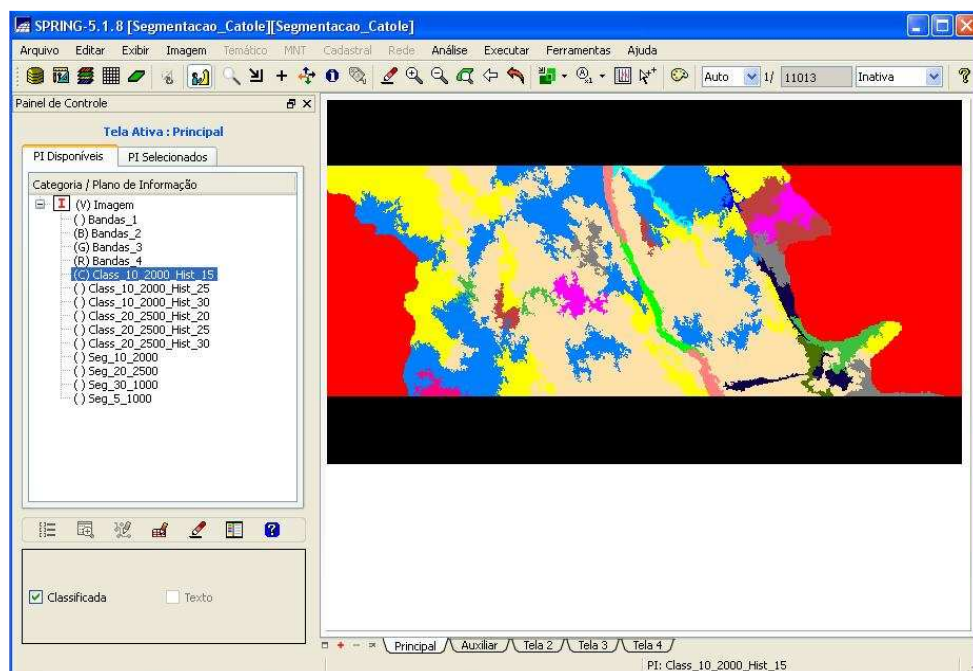 SPRING-5.1.8 [Segmentacao_Catole][Segmentacao_Catole]
Arquivo Editar Exibir Imagem Temático MNT Cadastral Rede Análise Executar Ferramentas Ajuda
Auto 1/ 11013 Inativa
Painel de Controle
Tela Ativa : Principal
PI Disponíveis PI Selecionados
Categoria / Plano de Informação
(V) Imagem
( ) Bandas_1
(B) Bandas_2
(G) Bandas_3
(R) Bandas_4
(C) Class_10_2000_Hist_15
( ) Class_10_2000_Hist_25
( ) Class_10_2000_Hist_30
( ) Class_20_2500_Hist_20
( ) Class_20_2500_Hist_25
( ) Class_20_2500_Hist_30
( ) Seg_10_2000
( ) Seg_20_2500
( ) Seg_30_1000
( ) Seg_5_1000
Classificada Texto
Principal Auxiliar Tela 2 Tela 3 Tela 4
PI: Class_10_2000_Hist_15